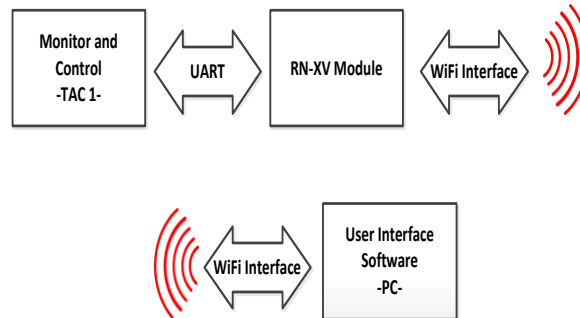 Monitor and
Control
-TAC 1-
UART
RN-XV Module
WiFi Interface
WiFi Interface
User Interface
Software
-PC-